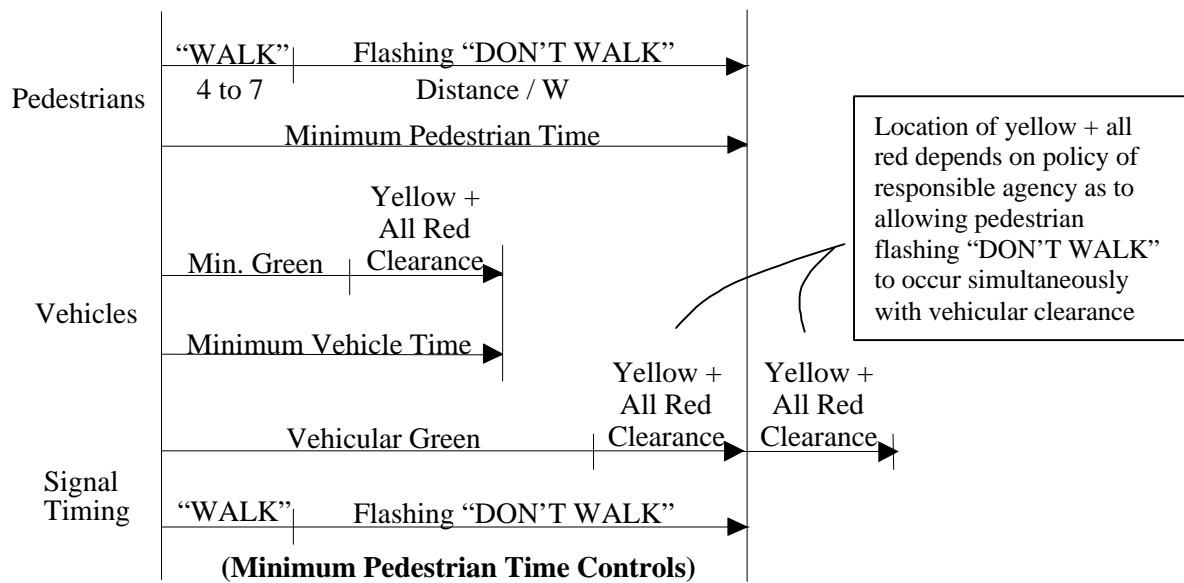 “WALK” Flashing “DON’T WALK”
4 to 7 Distance / W
Pedestrians
Minimum Pedestrian Time
Location of yellow + all
red depends on policy of
responsible agency as to
allowing pedestrian
flashing “DON’T WALK”
to occur simultaneously
with vehicular clearance
Yellow +
All Red
Min. Green Clearance
Vehicles
Minimum Vehicle Time
Yellow + Yellow +
All Red All Red
Vehicular Green Clearance Clearance
Signal
Timing
“WALK” Flashing “DON’T WALK”
(Minimum Pedestrian Time Controls)